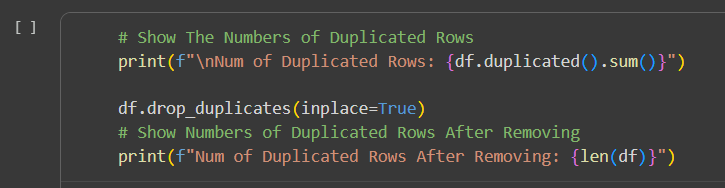 [ ]
# Show The Numbers of Duplicated Rows
print(f"\nNum of Duplicated Rows: {df.duplicated().sum()}")
df.drop_duplicates(inplace=True)
# Show Numbers of Duplicated Rows After Removing
print(f"Num of Duplicated Rows After Removing: {len(df)}")